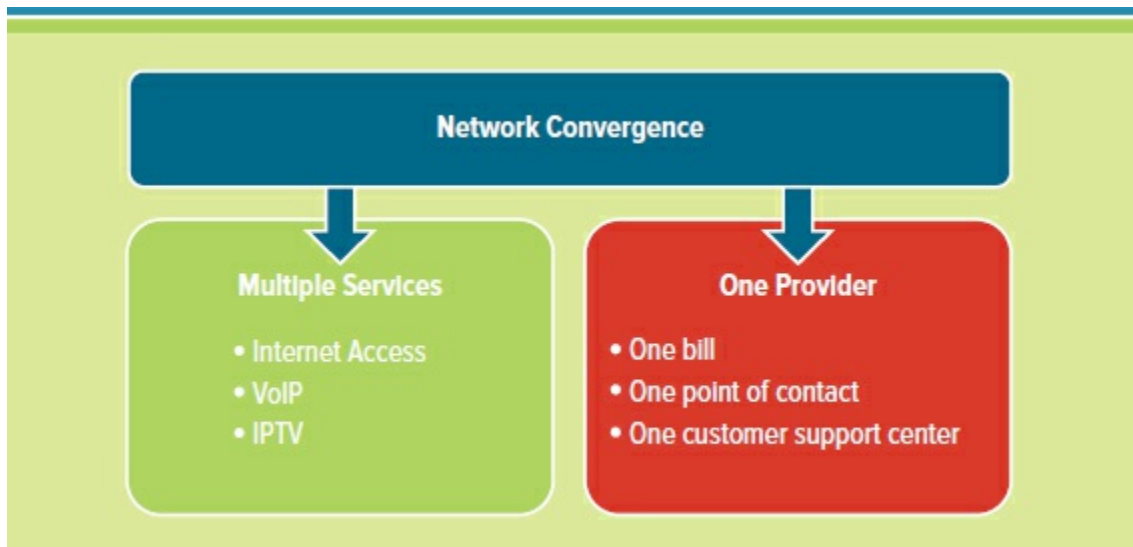 Network Convergence
Multiple Services
• Internet Access
• VoIP
• IPTV
One Provider
• One bill
• One point of contact
• One customer support center